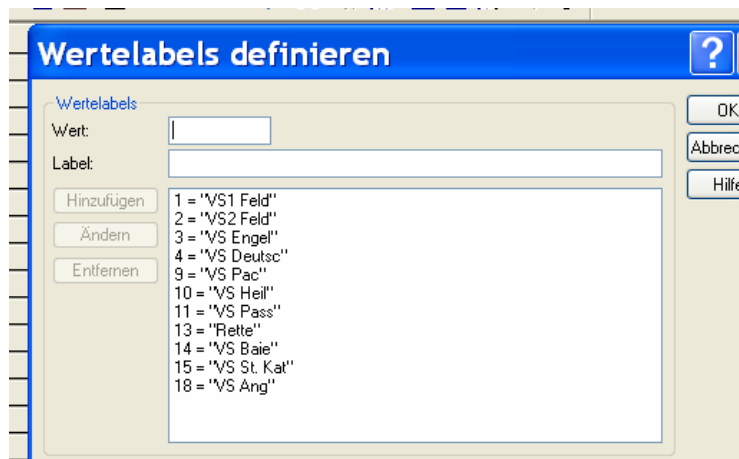 Wertelabels definieren
?
Wertelabels
Wert:
OK
Label:
Abbrec
Hinzufügen
Hilfe
Ändern
Entfernen
1 = "VS1 Feld"
2 = "VS2 Feld"
3 = "VS Engel"
4 = "VS Deutsc"
9 = "VS Pac"
10 = "VS Heil"
11 = "VS Pass"
13 = "Rette"
14 = "VS Baie"
15 = "VS St. Kat"
18 = "VS Ang"